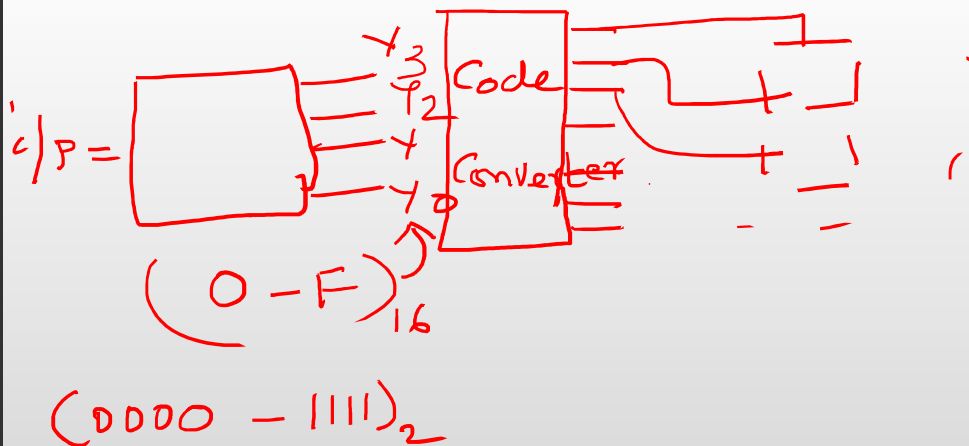 Y3
Y2
Y
Y0
i/p =
Code
Converter
(0 - F)16
(0000 - 1111)2